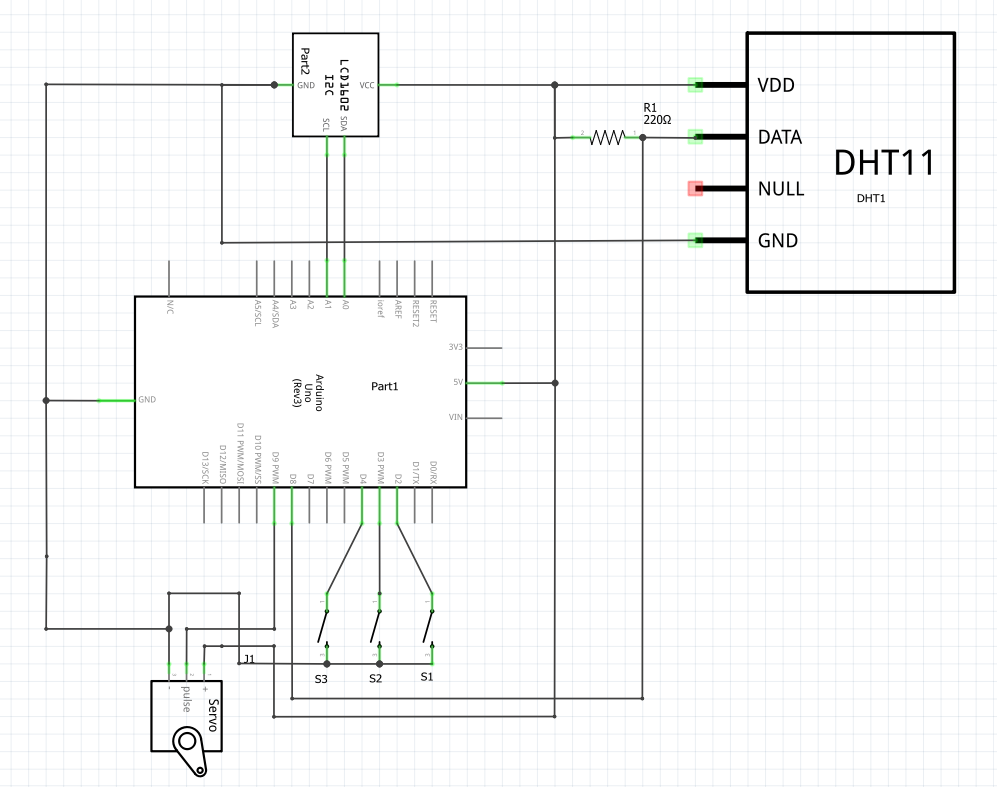 Part2
LCD1602
I2C
GND
VCC
SCL
SDA
R1
220Ω
2
1
VDD
DATA
NULL
GND
DHT11
DHT1
N/C
A5/SCL
A4/SDA
A3
A2
A1
A0
ioref
AREF
RESET2
RESET
3V3
5V
VIN
GND
Arduino
Uno
(Rev3)
Part1
D13/SCK
D12/MISO
D11 PWM/MOSI
D10 PWM/SS
D9 PWM
D8
D7
D6 PWM
D5 PWM
D4
D3 PWM
D2
D1/TX
D0/RX
1
1
1
S3
S2
S1
J1
-
pulse
+
Servo